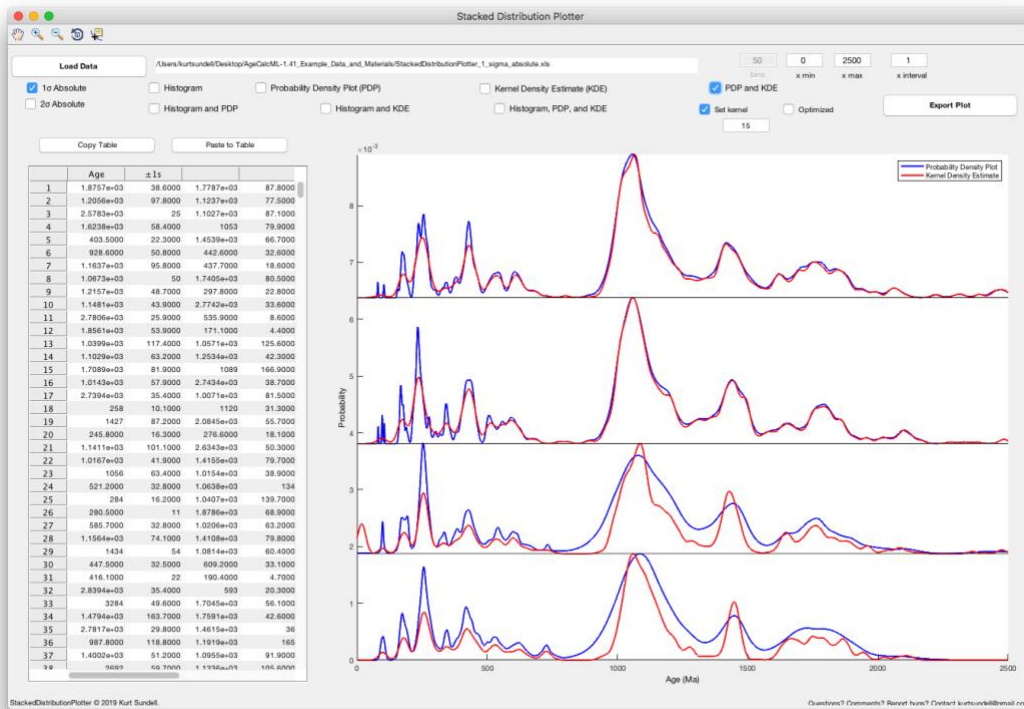 Stacked Distribution Plotter
Load Data
/Users/kurtsundell/Desktop/AgeCalcML-1.41_Example_Data_and_Materials/StackedDistributionPlotter_1_sigma_absolute.xls
50 0 2500 1
bins x min x max x interval
1σ Absolute Histogram Probability Density Plot (PDP) Kernel Density Estimate (KDE) PDP and KDE
2σ Absolute Histogram and PDP Histogram and KDE Histogram, PDP, and KDE Set kernel Optimized Export Plot
15
Copy Table Paste to Table
Age ±1s
1 1.8757e+03 38.6000 1.7787e+03 87.8000
2 1.2056e+03 97.8000 1.1237e+03 77.5000
3 2.5783e+03 25 1.1027e+03 87.1000
4 1.6238e+03 58.4000 1053 79.9000
5 403.5000 22.3000 1.4539e+03 66.7000
6 928.6000 50.8000 442.6000 32.6000
7 1.1637e+03 95.8000 437.7000 18.6000
8 1.0673e+03 50 1.7405e+03 80.5000
9 1.2157e+03 48.7000 297.8000 22.8000
10 1.1481e+03 43.9000 2.7742e+03 33.6000
11 2.7806e+03 25.9000 535.9000 8.6000
12 1.8561e+03 53.9000 171.1000 4.4000
13 1.0399e+03 117.4000 1.0571e+03 125.6000
14 1.1029e+03 63.2000 1.2534e+03 42.3000
15 1.7089e+03 81.9000 1089 166.9000
16 1.0143e+03 57.9000 2.7434e+03 38.7000
17 2.7394e+03 35.4000 1.0071e+03 81.5000
18 258 10.1000 1120 31.3000
19 1427 87.2000 2.0845e+03 55.7000
20 245.8000 16.3000 276.6000 18.1000
21 1.1411e+03 101.1000 2.6343e+03 50.3000
22 1.0167e+03 41.9000 1.4155e+03 79.7000
23 1056 63.4000 1.0154e+03 38.9000
24 521.2000 32.8000 1.0638e+03 134
25 284 16.2000 1.0407e+03 139.7000
26 280.5000 11 1.8786e+03 68.9000
27 585.7000 32.8000 1.0206e+03 63.2000
28 1.1564e+03 74.1000 1.4108e+03 79.8000
29 1434 54 1.0814e+03 60.4000
30 447.5000 32.5000 609.2000 33.1000
31 416.1000 22 190.4000 4.7000
32 2.8394e+03 35.4000 593 20.3000
33 3284 49.6000 1.7045e+03 56.1000
34 1.4794e+03 163.7000 1.7591e+03 42.6000
35 2.7817e+03 29.8000 1.4615e+03 36
36 987.8000 118.8000 1.1919e+03 165
37 1.4002e+03 51.2000 1.0955e+03 91.9000
38 2692 59.7000 1.1236e+03 105.6000
×10⁻³
Probability Density Plot
Kernel Density Estimate
8
7
6
5
4
3
2
1
0
Probability
0 500 1000 1500 2000 2500
Age (Ma)
StackedDistributionPlotter © 2019 Kurt Sundell.
Questions? Comments? Report bugs? Contact kurtsundell@gmail.co